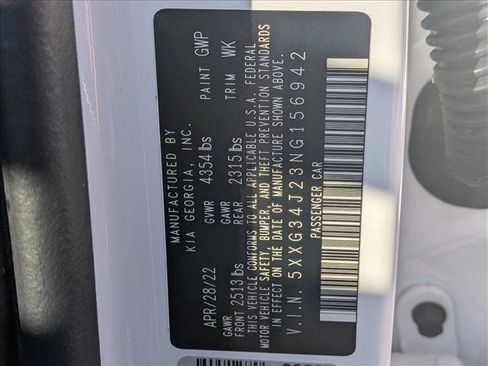 MANUFACTURED BY
KIA GEORGIA, INC.
APR/28/22 GVWR 4354 lbs PAINT GWP
GAWR FRONT 2513 lbs GAWR REAR 2315 lbs TRIM WK
THIS VEHICLE CONFORMS TO ALL APPLICABLE U.S.A. FEDERAL
MOTOR VEHICLE SAFETY, BUMPER, AND THEFT PREVENTION STANDARDS
IN EFFECT ON THE DATE OF MANUFACTURE SHOWN ABOVE.
V.I.N. 5XXG34J23NG156942
PASSENGER CAR